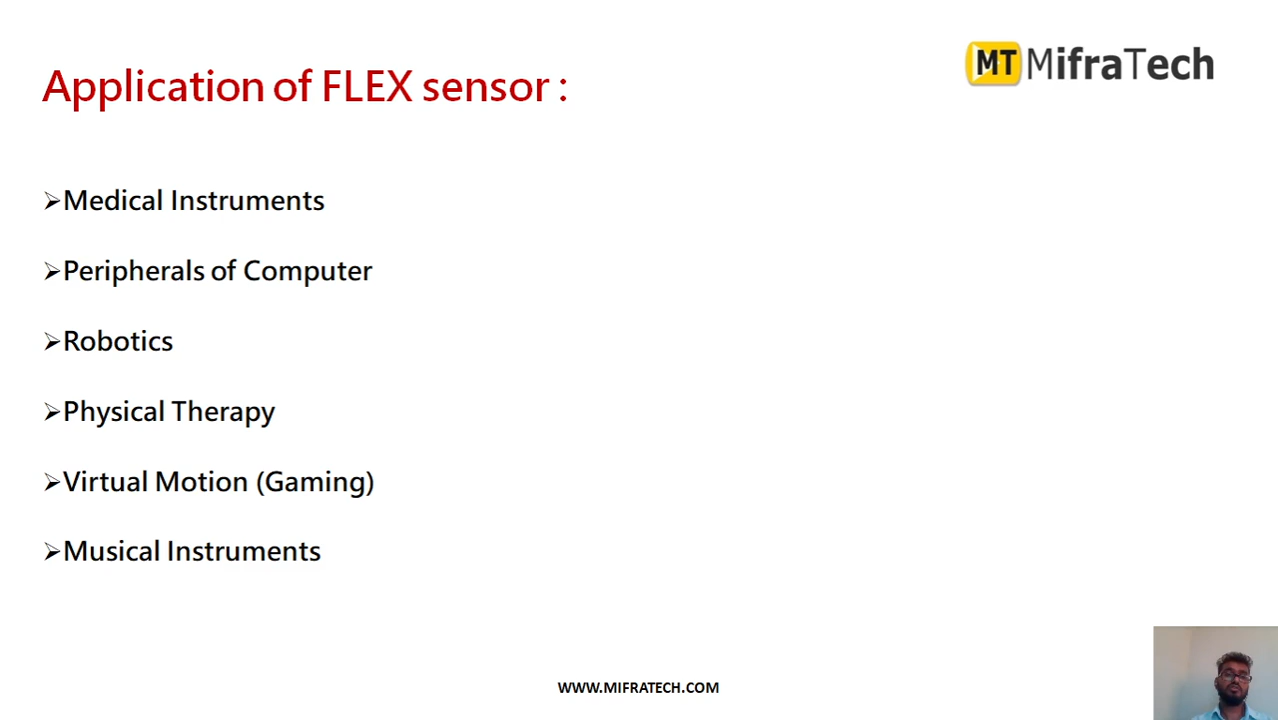 Application of FLEX sensor :
MT MifraTech
➢Medical Instruments
➢Peripherals of Computer
➢Robotics
➢Physical Therapy
➢Virtual Motion (Gaming)
➢Musical Instruments
WWW.MIFRATECH.COM